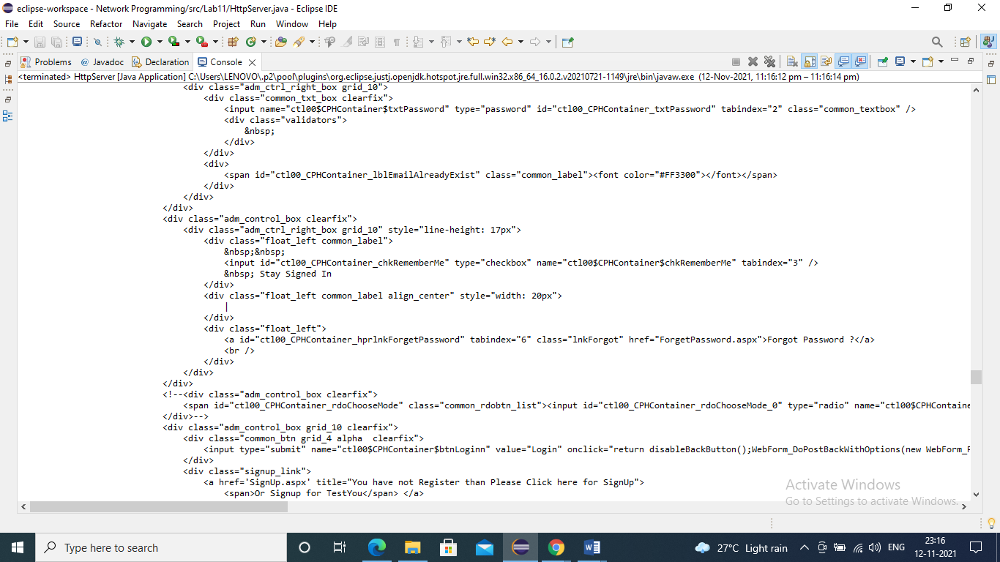 eclipse-workspace - Network Programming/src/Lab11/HttpServer.java - Eclipse IDE
File Edit Source Refactor Navigate Search Project Run Window Help
Problems @ Javadoc Declaration Console
<terminated> HttpServer [Java Application] C:\Users\LENOVO\.p2\pool\plugins\org.eclipse.justj.openjdk.hotspot.jre.full.win32.x86_64_16.0.2.v20210721-1149\jre\bin\javaw.exe (12-Nov-2021, 11:16:12 pm – 11:16:14 pm)
<div class="adm_ctrl_right_box grid_10">
<div class="common_txt_box clearfix">
<input name="ctl00$CPHContainer$txtPassword" type="password" id="ctl00_CPHContainer_txtPassword" tabindex="2" class="common_textbox" />
<div class="validators">
&nbsp;
</div>
</div>
<div>
<span id="ctl00_CPHContainer_lblEmailAlreadyExist" class="common_label"><font color="#FF3300"></font></span>
</div>
</div>
</div>
<div class="adm_control_box clearfix">
<div class="adm_ctrl_right_box grid_10" style="line-height: 17px">
<div class="float_left common_label">
&nbsp;&nbsp;
<input id="ctl00_CPHContainer_chkRememberMe" type="checkbox" name="ctl00$CPHContainer$chkRememberMe" tabindex="3" />
&nbsp; Stay Signed In
</div>
<div class="float_left common_label align_center" style="width: 20px">
|
</div>
<div class="float_left">
<a id="ctl00_CPHContainer_hprlnkForgetPassword" tabindex="6" class="lnkForgot" href="ForgetPassword.aspx">Forgot Password ?</a>
<br />
</div>
</div>
</div>
<!--<div class="adm_control_box clearfix">
<span id="ctl00_CPHContainer_rdoChooseMode" class="common_rdobtn_list"><input id="ctl00_CPHContainer_rdoChooseMode_0" type="radio" name="ctl00$CPHContaine
</div>-->
<div class="adm_control_box grid_10 clearfix">
<div class="common_btn grid_4 alpha  clearfix">
<input type="submit" name="ctl00$CPHContainer$btnLoginn" value="Login" onclick="return disableBackButton();WebForm_DoPostBackWithOptions(new WebForm_P
</div>
<div class="signup_link">
<a href='SignUp.aspx' title="You have not Register than Please Click here for SignUp">
<span>Or Signup for TestYou</span> </a>
Activate Windows
Go to Settings to activate Windows.
Type here to search
27°C Light rain
ENG
23:16
12-11-2021